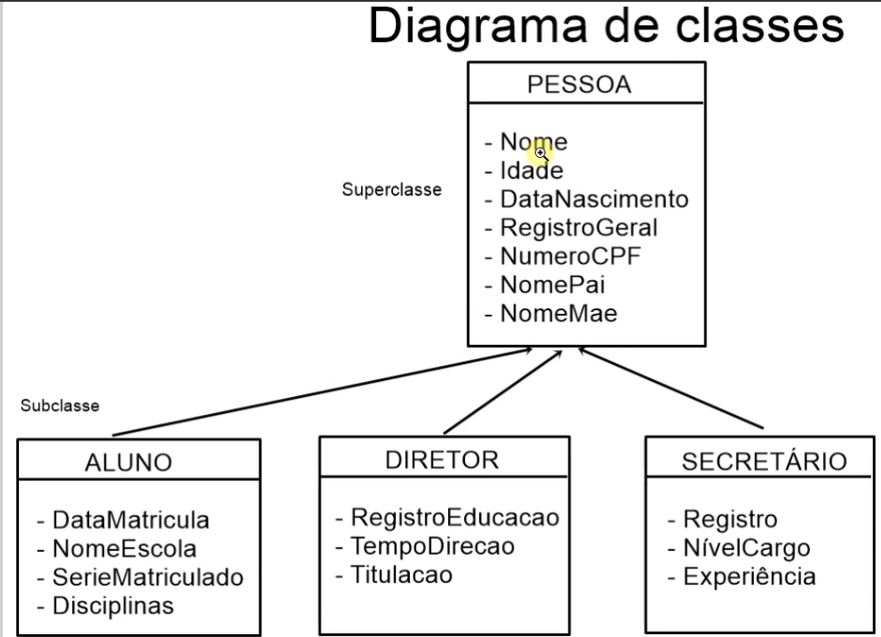 Diagrama de classes
PESSOA
- Nome
- Idade
- DataNascimento
- RegistroGeral
- NumeroCPF
- NomePai
- NomeMae
Superclasse
Subclasse
ALUNO
- DataMatricula
- NomeEscola
- SerieMatriculado
- Disciplinas
DIRETOR
- RegistroEducacao
- TempoDirecao
- Titulacao
SECRETÁRIO
- Registro
- NívelCargo
- Experiência